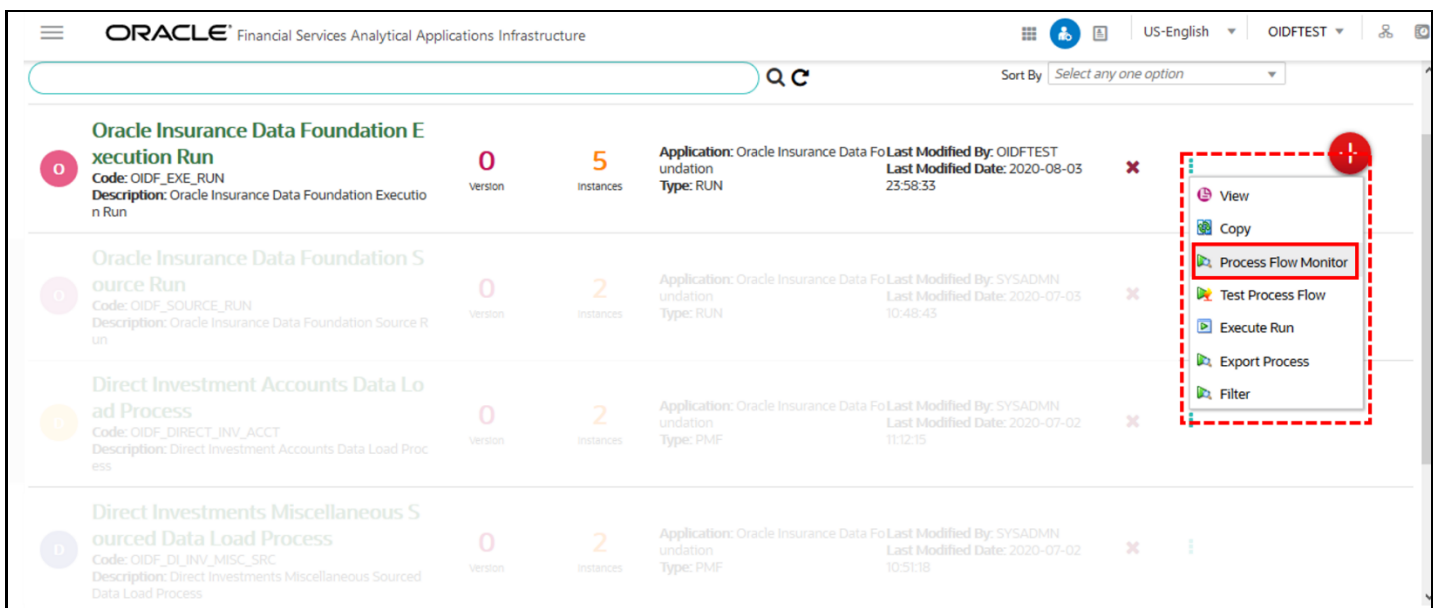 ORACLE® Financial Services Analytical Applications Infrastructure
US-English
OIDFTEST
Sort By
Select any one option
Oracle Insurance Data Foundation E
xecution Run
Code: OIDF_EXE_RUN
Description: Oracle Insurance Data Foundation Executio
n Run
O
0
Version
5
Instances
Application: Oracle Insurance Data Fo
undation
Type: RUN
Last Modified By: OIDFTEST
Last Modified Date: 2020-08-03
23:58:33
View
Copy
Process Flow Monitor
Test Process Flow
Execute Run
Export Process
Filter
Oracle Insurance Data Foundation S
ource Run
Code: OIDF_SOURCE_RUN
Description: Oracle Insurance Data Foundation Source R
un
O
0
Version
2
Instances
Application: Oracle Insurance Data Fo
undation
Type: RUN
Last Modified By: SYSADMN
Last Modified Date: 2020-07-03
10:48:43
Direct Investment Accounts Data Lo
ad Process
Code: OIDF_DIRECT_INV_ACCT
Description: Direct Investment Accounts Data Load Proc
ess
D
0
Version
2
Instances
Application: Oracle Insurance Data Fo
undation
Type: PMF
Last Modified By: SYSADMN
Last Modified Date: 2020-07-02
11:12:15
Direct Investments Miscellaneous S
ourced Data Load Process
Code: OIDF_DI_INV_MISC_SRC
Description: Direct Investments Miscellaneous Sourced
Data Load Process
D
0
Version
2
Instances
Application: Oracle Insurance Data Fo
undation
Type: PMF
Last Modified By: SYSADMN
Last Modified Date: 2020-07-02
10:51:18